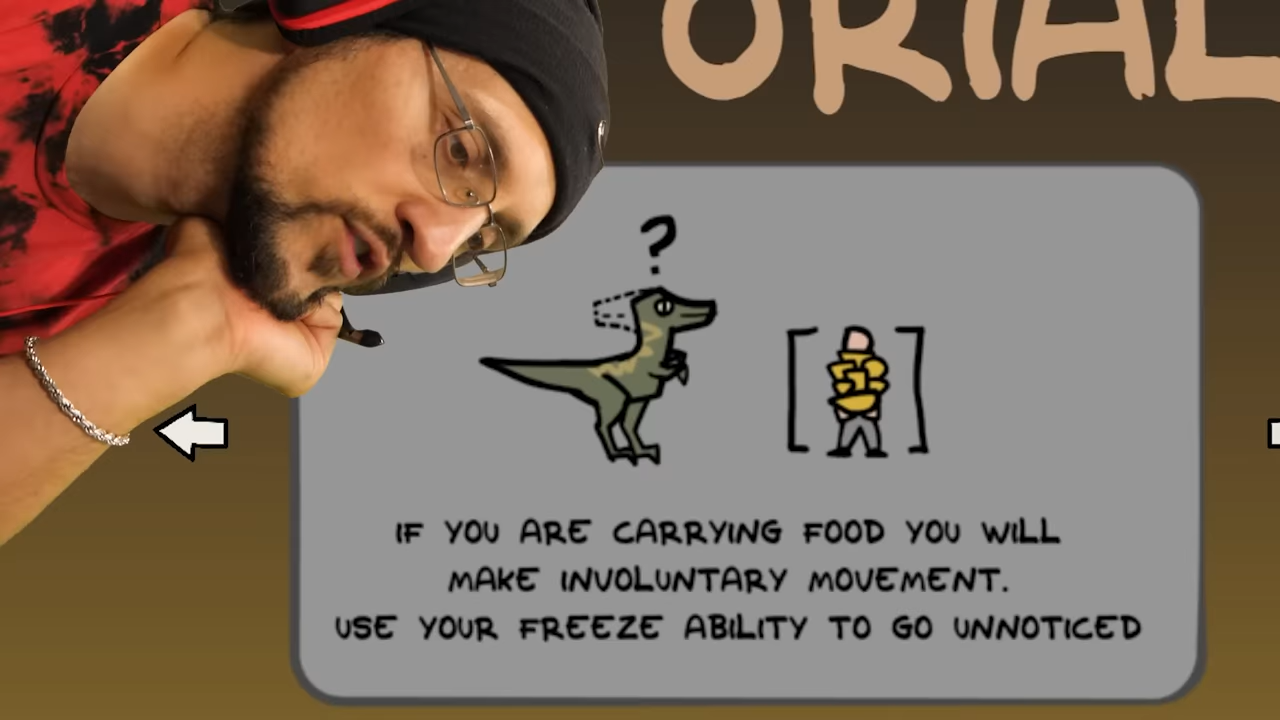 ORIAL
?
IF YOU ARE CARRYING FOOD YOU WILL
MAKE INVOLUNTARY MOVEMENT.
USE YOUR FREEZE ABILITY TO GO UNNOTICED